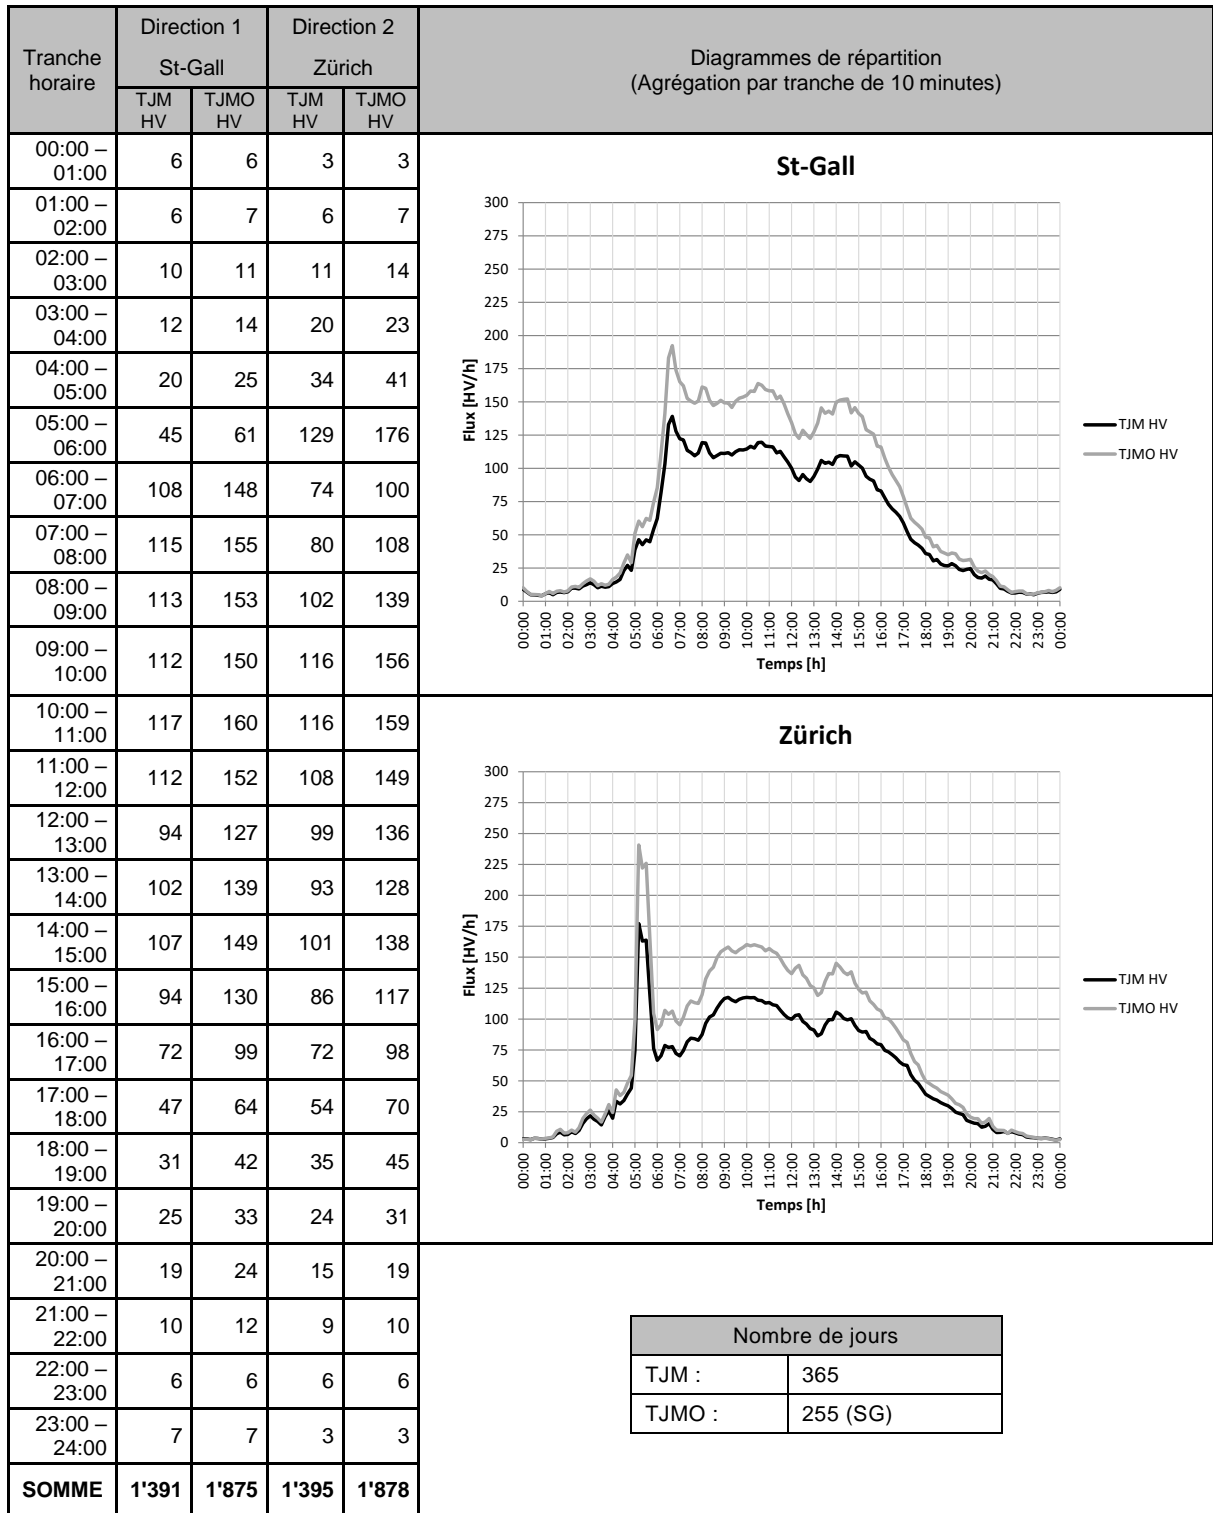 Tranche horaire
Direction 1
St-Gall
Direction 2
Zürich
Diagrammes de répartition
(Agrégation par tranche de 10 minutes)
TJM HV
TJMO HV
TJM HV
TJMO HV
00:00 – 01:00 6 6 3 3
01:00 – 02:00 6 7 6 7
02:00 – 03:00 10 11 11 14
03:00 – 04:00 12 14 20 23
04:00 – 05:00 20 25 34 41
05:00 – 06:00 45 61 129 176
06:00 – 07:00 108 148 74 100
07:00 – 08:00 115 155 80 108
08:00 – 09:00 113 153 102 139
09:00 – 10:00 112 150 116 156
10:00 – 11:00 117 160 116 159
11:00 – 12:00 112 152 108 149
12:00 – 13:00 94 127 99 136
13:00 – 14:00 102 139 93 128
14:00 – 15:00 107 149 101 138
15:00 – 16:00 94 130 86 117
16:00 – 17:00 72 99 72 98
17:00 – 18:00 47 64 54 70
18:00 – 19:00 31 42 35 45
19:00 – 20:00 25 33 24 31
20:00 – 21:00 19 24 15 19
21:00 – 22:00 10 12 9 10
22:00 – 23:00 6 6 6 6
23:00 – 24:00 7 7 3 3
SOMME 1'391 1'875 1'395 1'878
St-Gall
300
275
250
225
200
175
150
125
100
75
50
25
0
Flux [HV/h]
00:00 01:00 02:00 03:00 04:00 05:00 06:00 07:00 08:00 09:00 10:00 11:00 12:00 13:00 14:00 15:00 16:00 17:00 18:00 19:00 20:00 21:00 22:00 23:00 00:00
Temps [h]
TJM HV
TJMO HV
Zürich
300
275
250
225
200
175
150
125
100
75
50
25
0
Flux [HV/h]
00:00 01:00 02:00 03:00 04:00 05:00 06:00 07:00 08:00 09:00 10:00 11:00 12:00 13:00 14:00 15:00 16:00 17:00 18:00 19:00 20:00 21:00 22:00 23:00 00:00
Temps [h]
TJM HV
TJMO HV
Nombre de jours
TJM : 365
TJMO : 255 (SG)